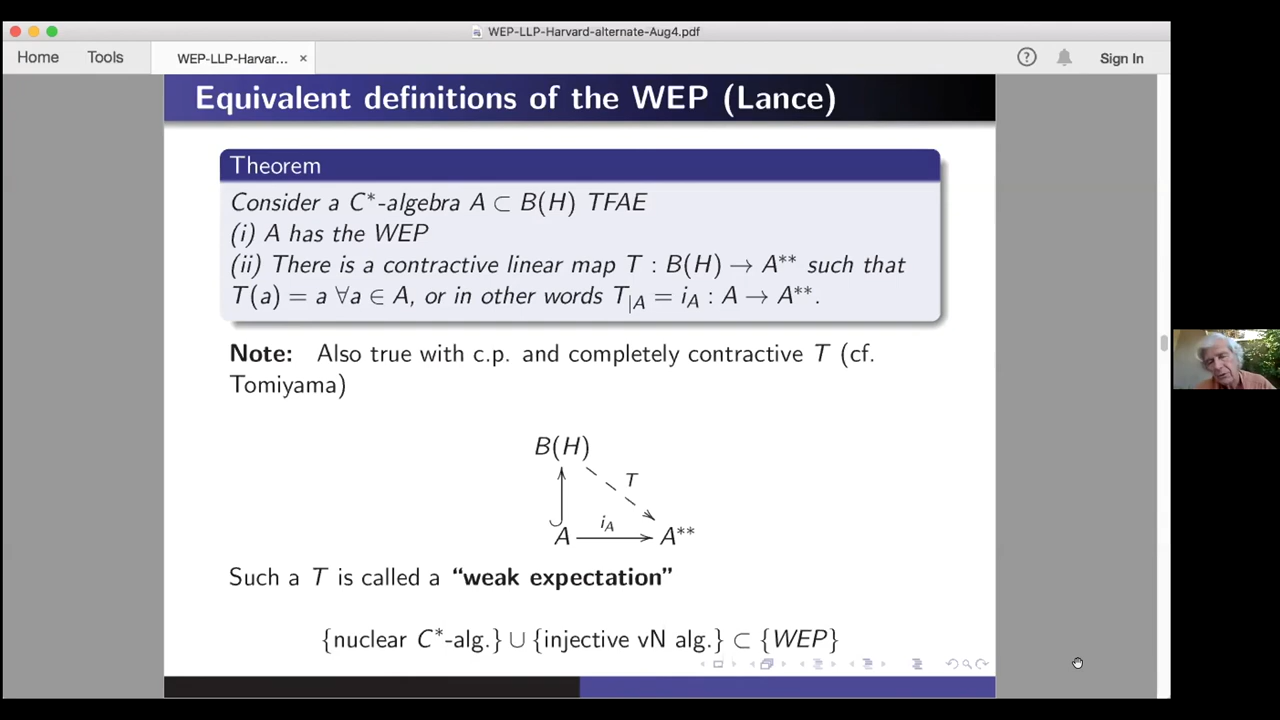 WEP-LLP-Harvard-alternate-Aug4.pdf
Home Tools WEP-LLP-Harvar... × ? Sign In
Equivalent definitions of the WEP (Lance)
Theorem
Consider a C*-algebra A ⊂ B(H) TFAE
(i) A has the WEP
(ii) There is a contractive linear map T : B(H) → A** such that
T(a) = a ∀a ∈ A, or in other words T|A = iA : A → A**.
Note: Also true with c.p. and completely contractive T (cf.
Tomiyama)
B(H)
T
iA
A A**
Such a T is called a “weak expectation”
{nuclear C*-alg.} ∪ {injective vN alg.} ⊂ {WEP}